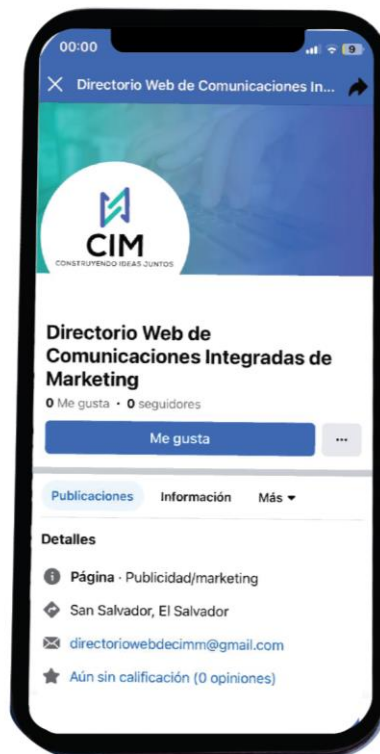 00:00
9
Directorio Web de Comunicaciones In...
CIM
CONSTRUYENDO IDEAS JUNTOS
Directorio Web de
Comunicaciones Integradas de
Marketing
0 Me gusta • 0 seguidores
Me gusta
...
Publicaciones Información Más
Detalles
Página · Publicidad/marketing
San Salvador, El Salvador
directoriowebdecimm@gmail.com
Aún sin calificación (0 opiniones)